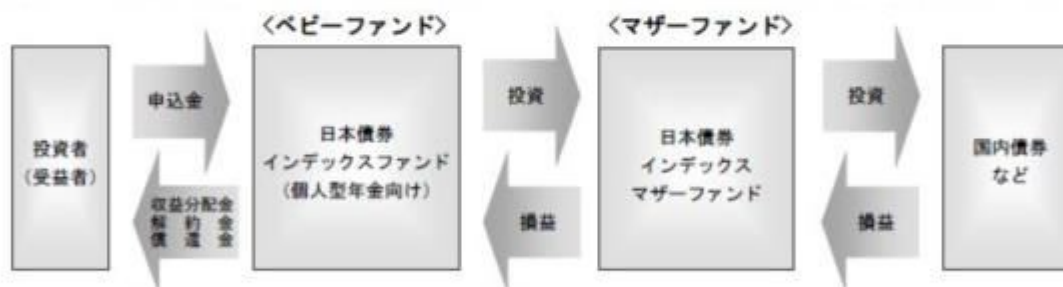 〈ベビーファンド〉
〈マザーファンド〉
投資者
(受益者)
申込金
収益分配金
解約金
償還金
日本債券
インデックスファンド
(個人型年金向け)
投資
損益
日本債券
インデックス
マザーファンド
投資
損益
国内債券
など